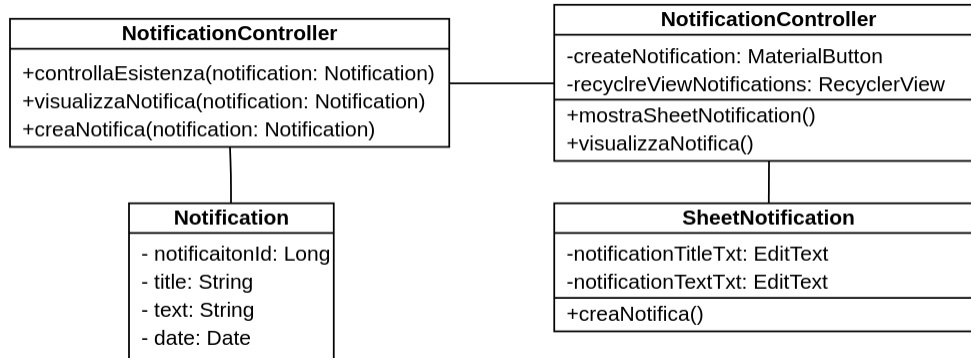 NotificationController
+controllaEsistenza(notification: Notification)
+visualizzaNotifica(notification: Notification)
+creaNotifica(notification: Notification)
NotificationController
-createNotification: MaterialButton
-recyclreViewNotifications: RecyclerView
+mostraSheetNotification()
+visualizzaNotifica()
Notification
- notificaitonId: Long
- title: String
- text: String
- date: Date
SheetNotification
-notificationTitleTxt: EditText
-notificationTextTxt: EditText
+creaNotifica()